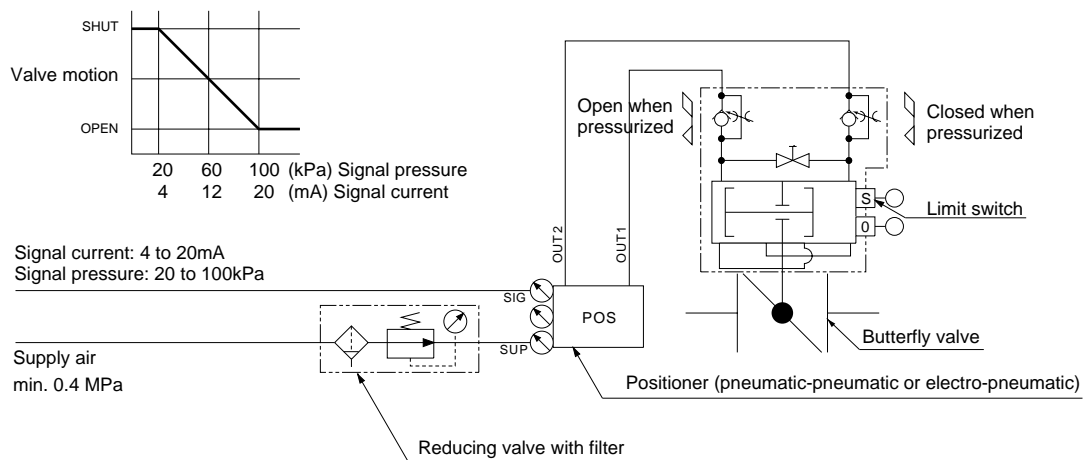 SHUT
Valve motion
OPEN
20 60 100 (kPa) Signal pressure
4 12 20 (mA) Signal current
Open when
pressurized
Closed when
pressurized
S
0
Limit switch
OUT2
OUT1
Signal current: 4 to 20mA
Signal pressure: 20 to 100kPa
SIG
POS
SUP
Butterfly valve
Supply air
min. 0.4 MPa
Positioner (pneumatic-pneumatic or electro-pneumatic)
Reducing valve with filter